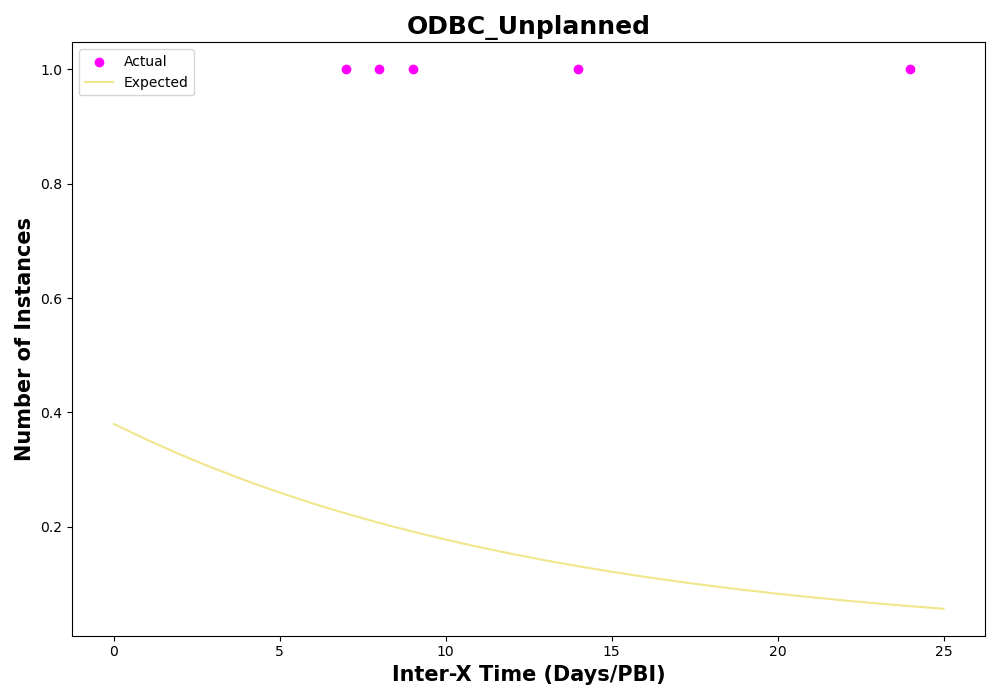 ODBC_Unplanned
Actual
Expected
Number of Instances
1.0
0.8
0.6
0.4
0.2
0 5 10 15 20 25
Inter-X Time (Days/PBI)